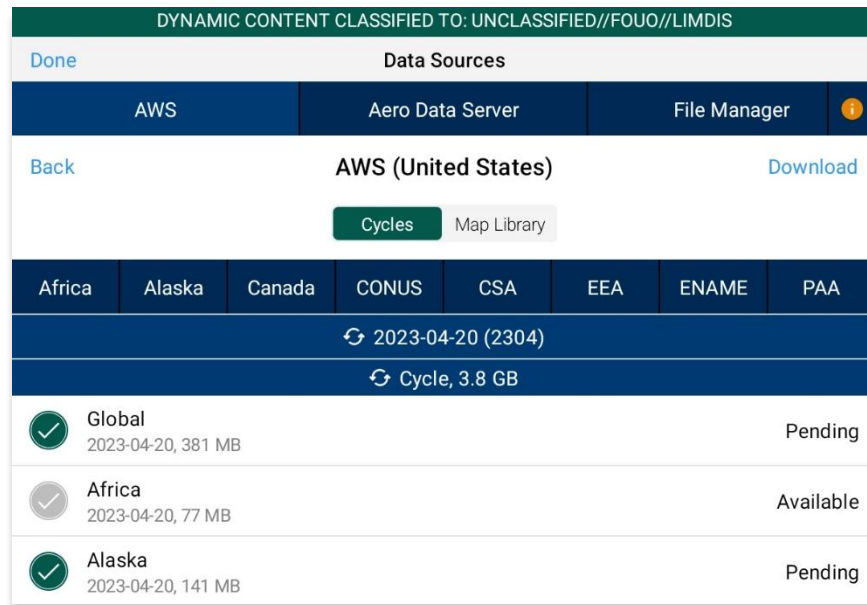 DYNAMIC CONTENT CLASSIFIED TO: UNCLASSIFIED//FOUO//LIMDIS
Done Data Sources
AWS Aero Data Server File Manager i
Back AWS (United States) Download
Cycles Map Library
Africa Alaska Canada CONUS CSA EEA ENAME PAA
2023-04-20 (2304)
Cycle, 3.8 GB
Global
2023-04-20, 381 MB
Pending
Africa
2023-04-20, 77 MB
Available
Alaska
2023-04-20, 141 MB
Pending